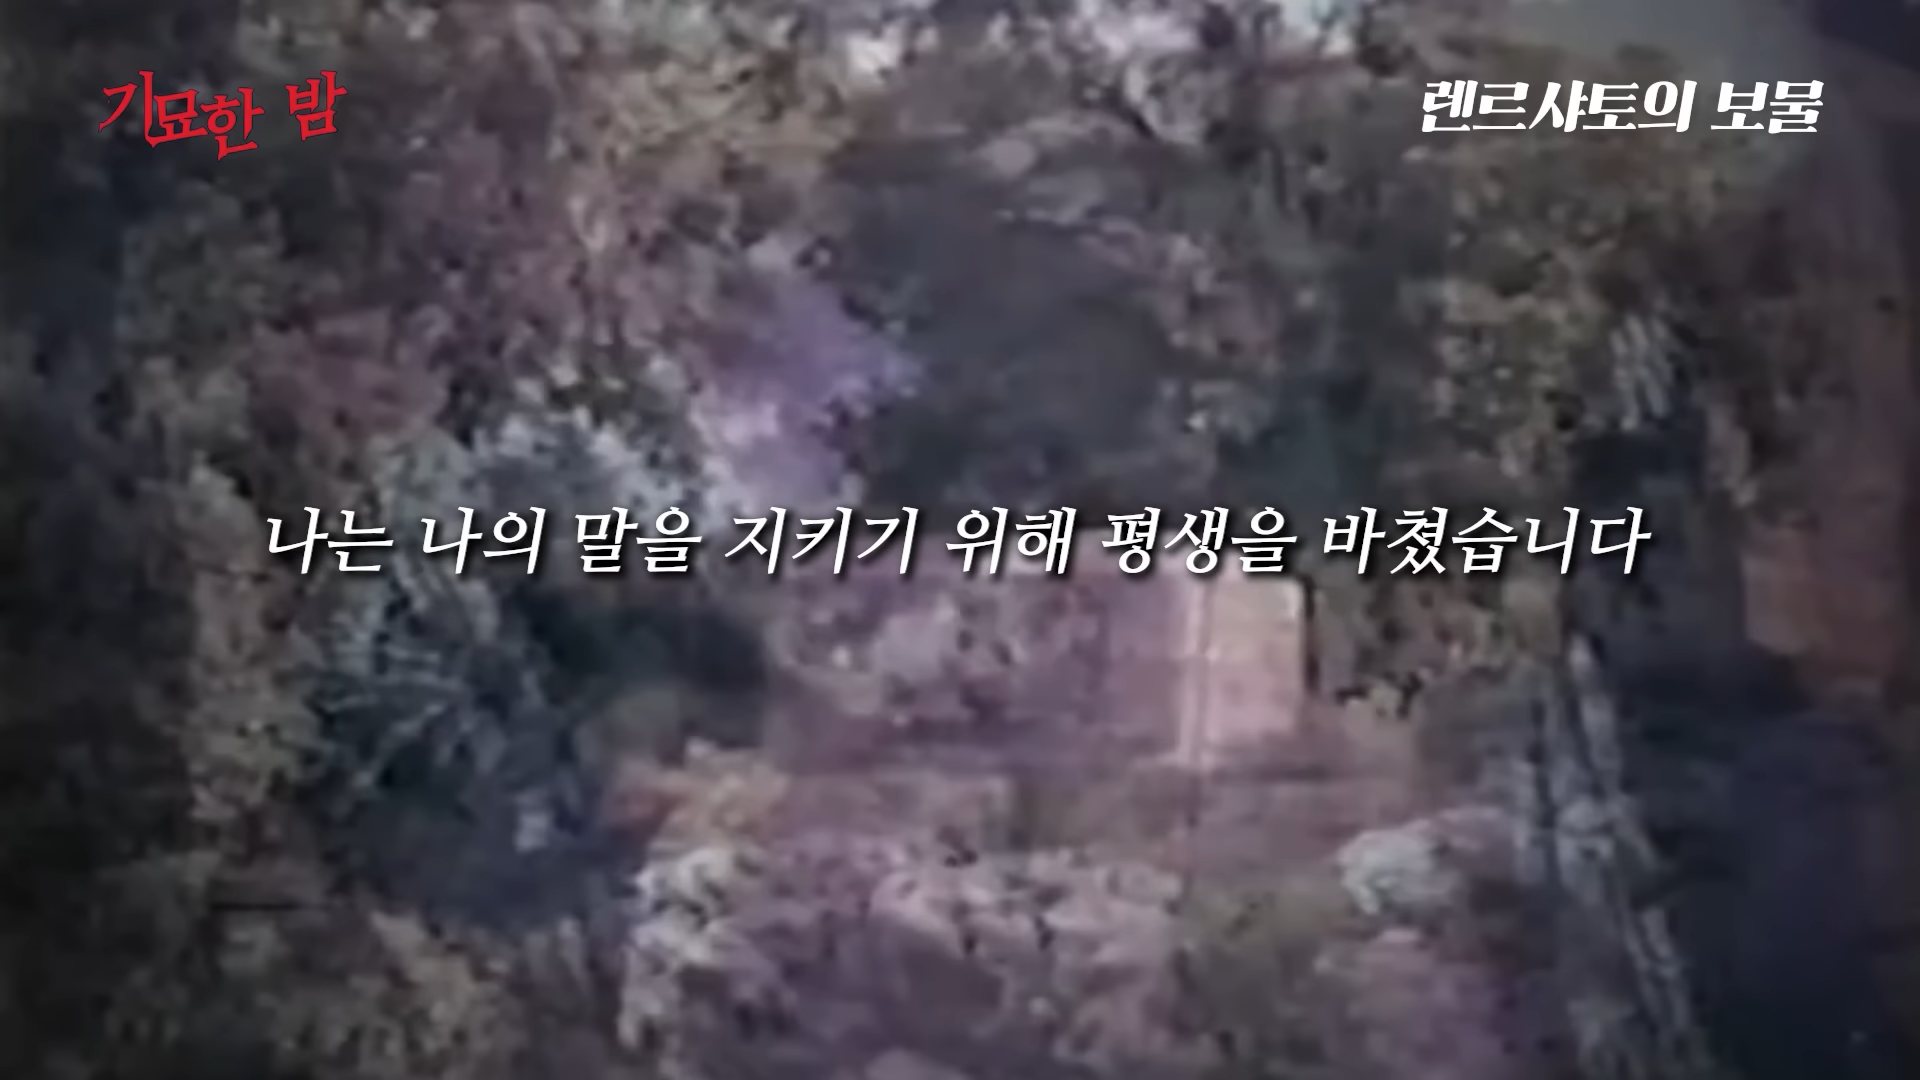 기묘한 밤
렌르샤토의 보물
나는 나의 말을 지키기 위해 평생을 바쳤습니다